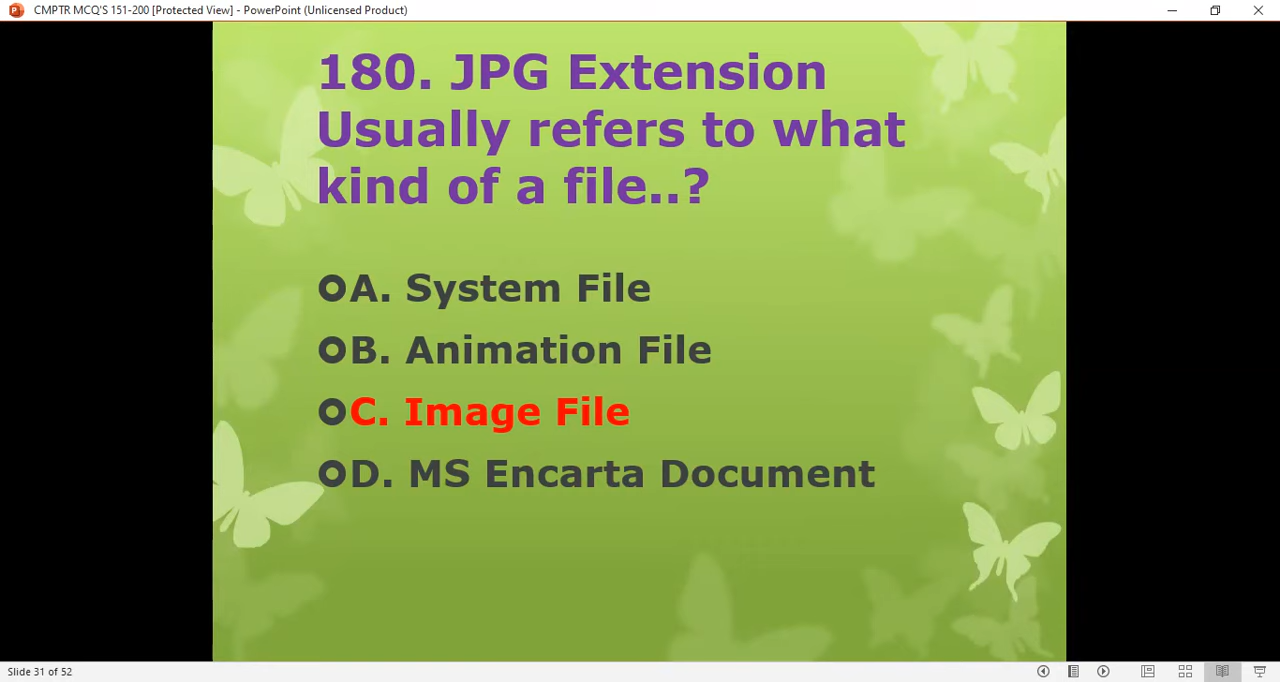 CMPTR MCQ'S 151-200 [Protected View] - PowerPoint (Unlicensed Product)
180. JPG Extension
Usually refers to what
kind of a file..?
A. System File
B. Animation File
C. Image File
D. MS Encarta Document
Slide 31 of 52